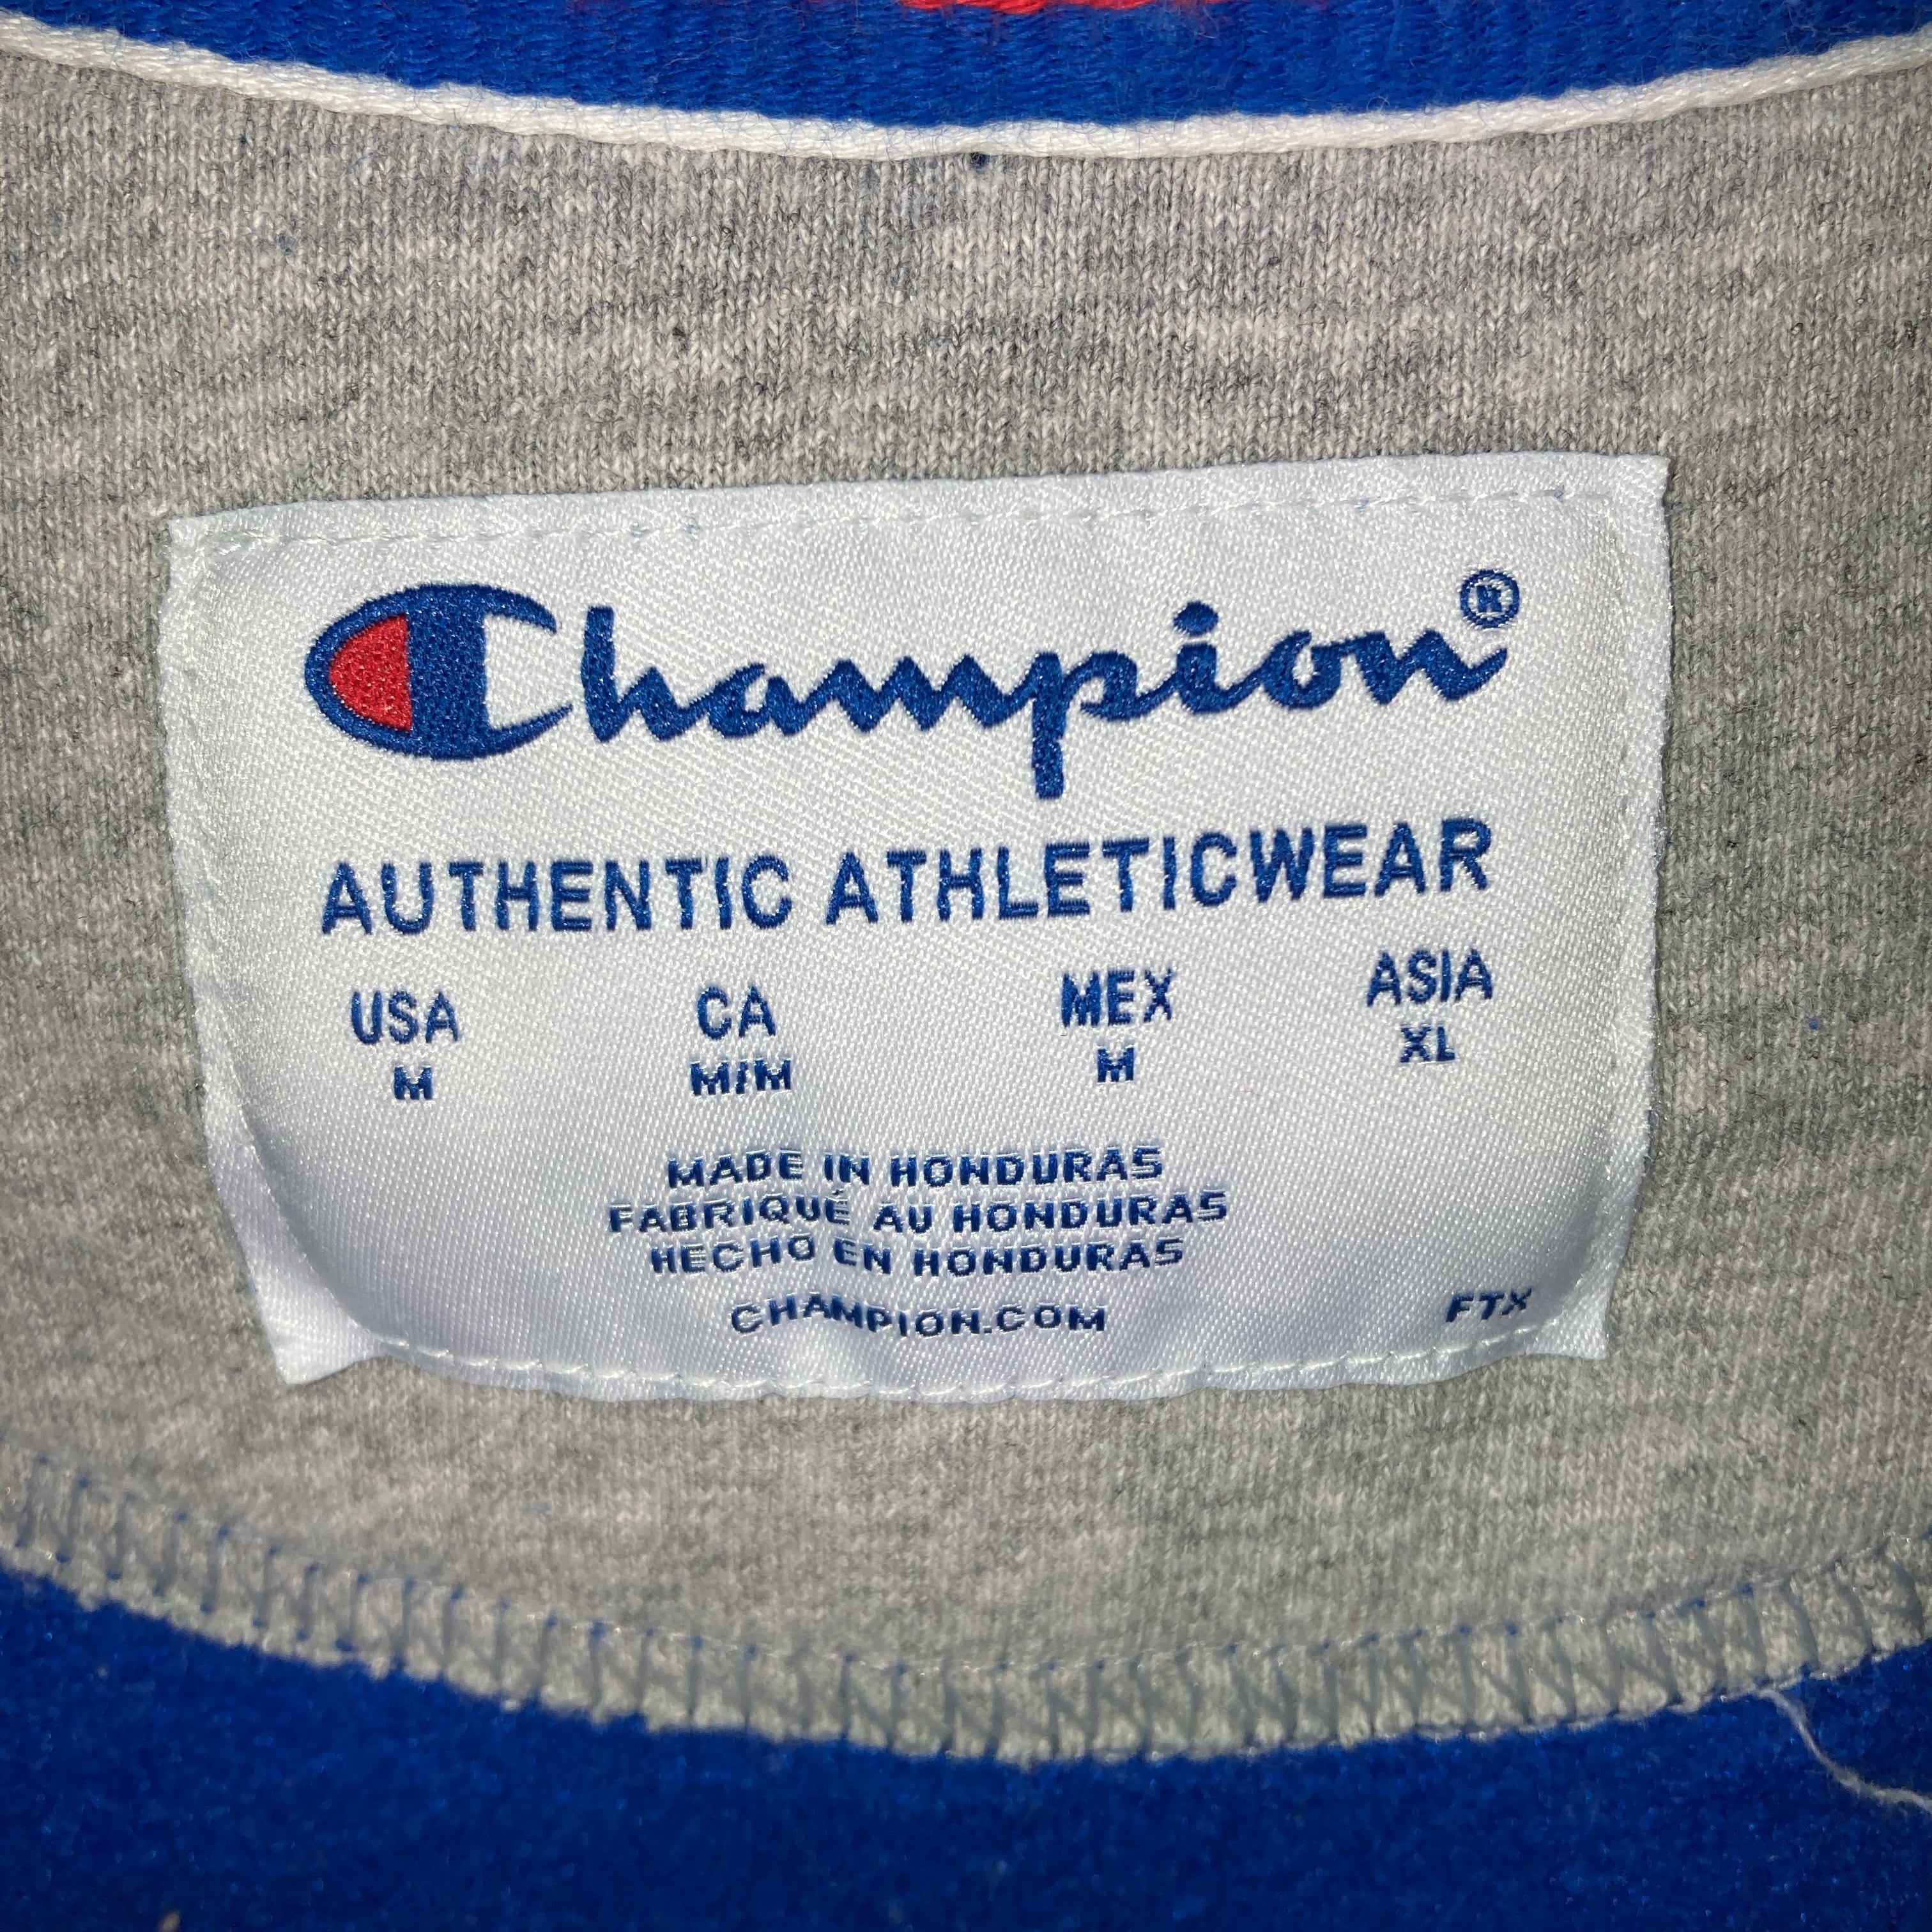 Champion®
AUTHENTIC ATHLETICWEAR
USA CA MEX ASIA
M M/M M XL
MADE IN HONDURAS
FABRIQUÉ AU HONDURAS
HECHO EN HONDURAS
CHAMPION.COM FTX